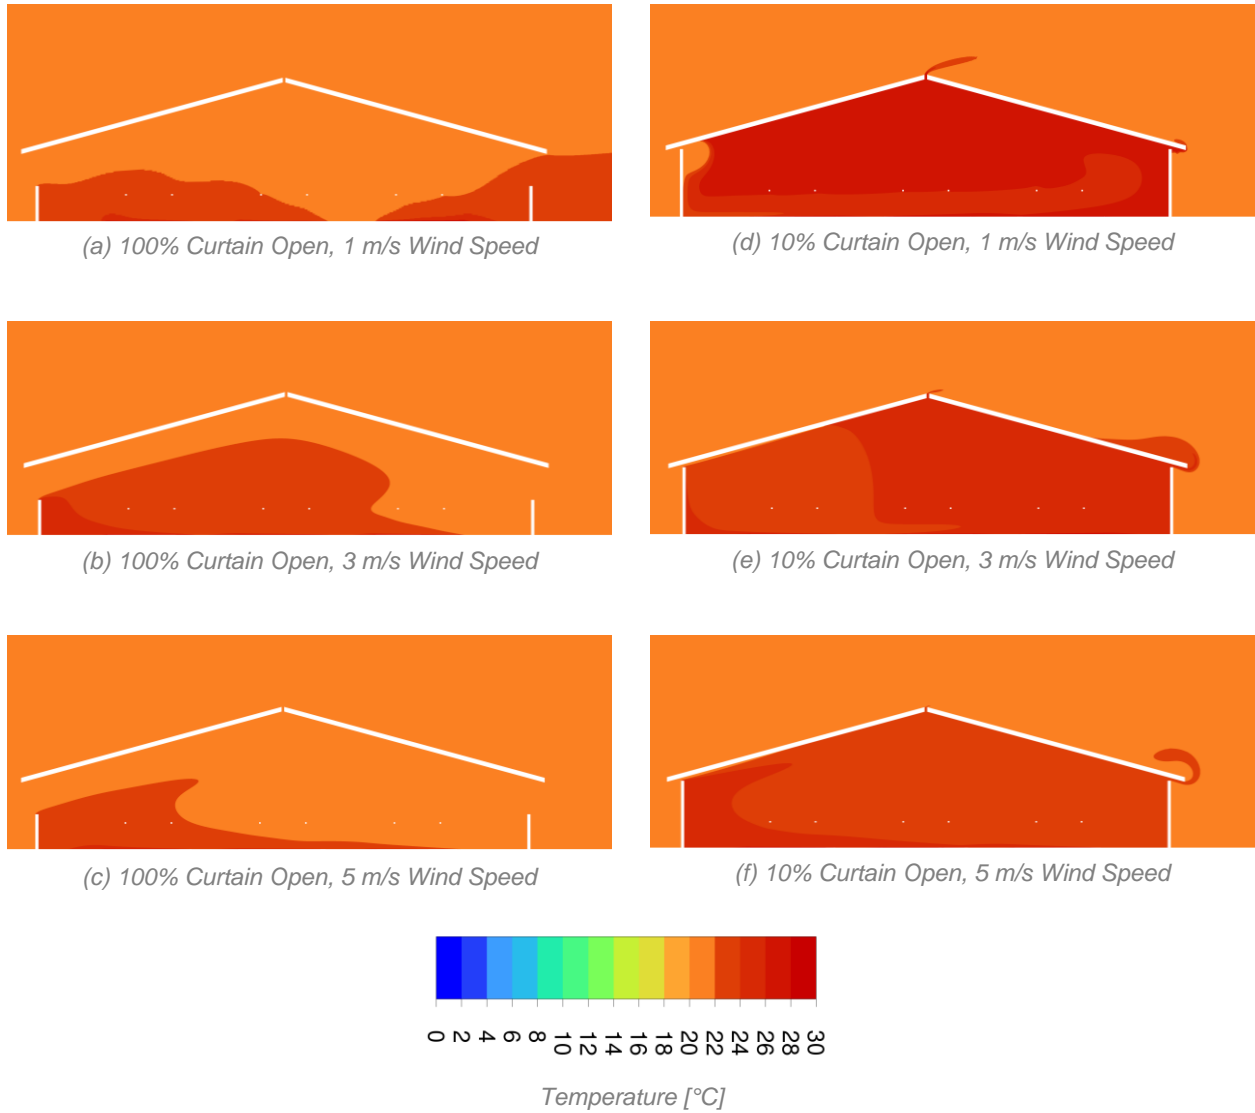 (a) 100% Curtain Open, 1 m/s Wind Speed
(d) 10% Curtain Open, 1 m/s Wind Speed
(b) 100% Curtain Open, 3 m/s Wind Speed
(e) 10% Curtain Open, 3 m/s Wind Speed
(c) 100% Curtain Open, 5 m/s Wind Speed
(f) 10% Curtain Open, 5 m/s Wind Speed
0 2 4 6 8 10 12 14 16 18 20 22 24 26 28 30
Temperature [°C]